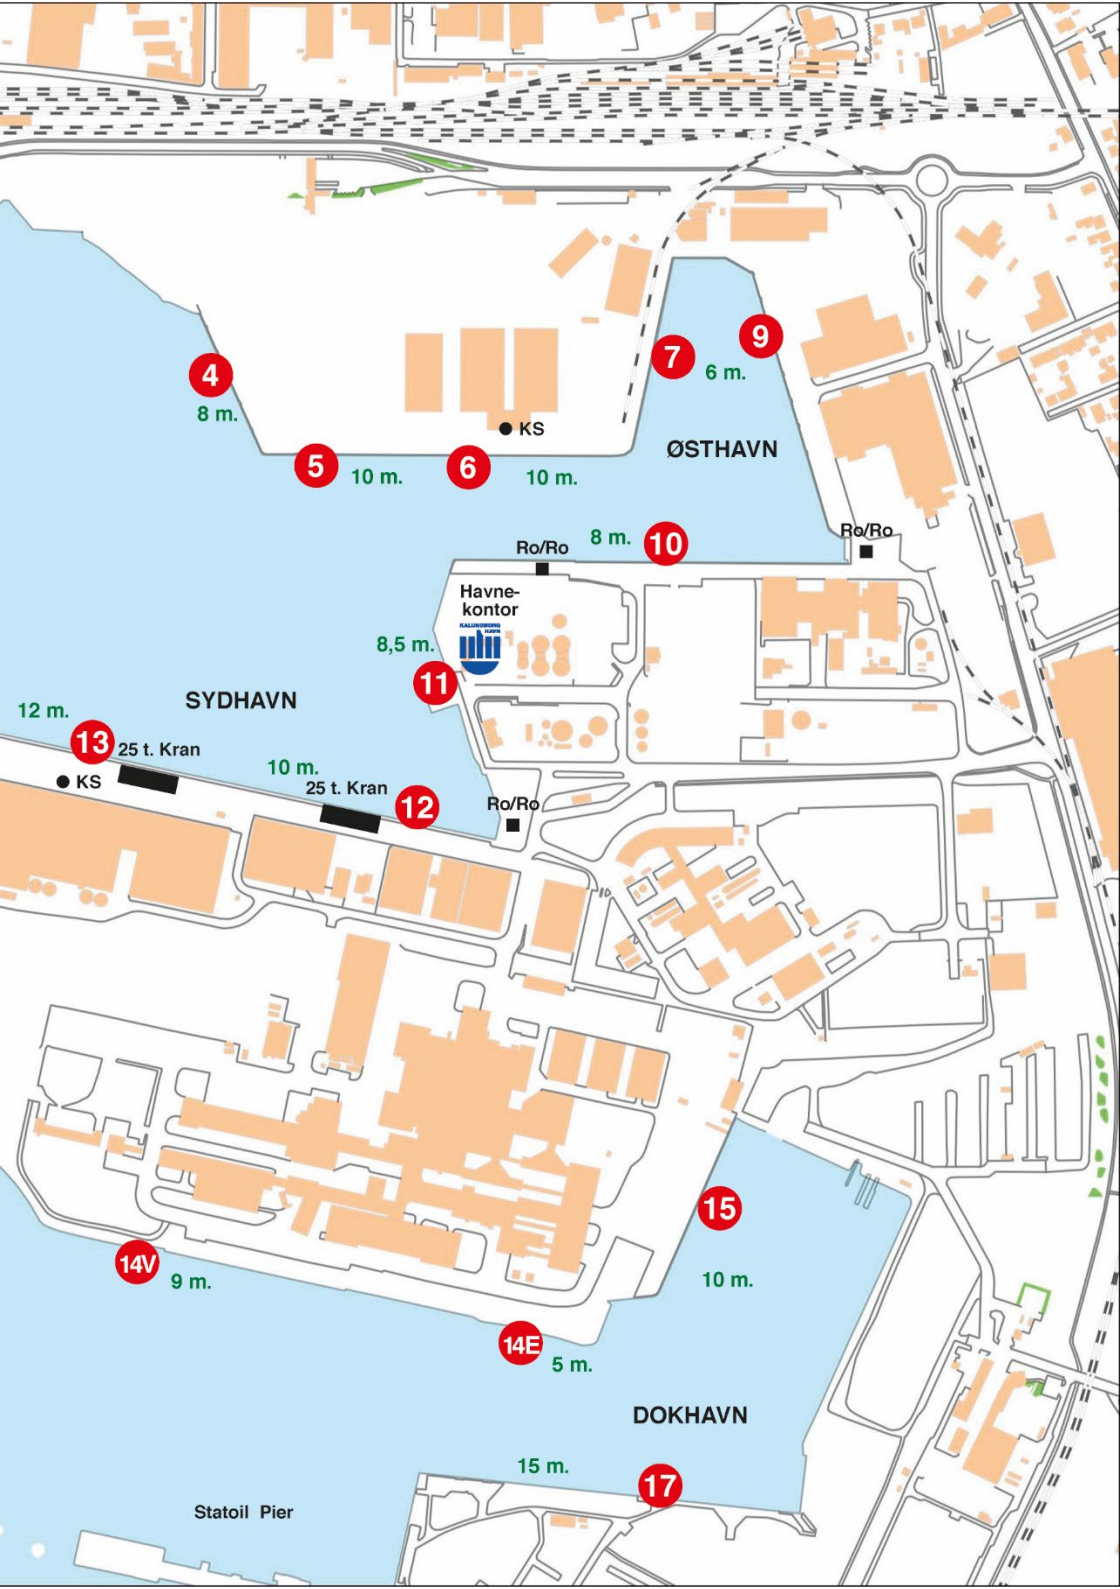 9
7
6 m.
4
8 m.
KS
ØSTHAVN
5
10 m.
6
10 m.
8 m.
10
Ro/Ro
Ro/Ro
Havne-
kontor
KALUNDBORG
HAVN
8,5 m.
11
SYDHAVN
12 m.
13
25 t. Kran
KS
10 m.
25 t. Kran
12
Ro/Ro
15
10 m.
14V
9 m.
14E
5 m.
DOKHAVN
15 m.
17
Statoil Pier